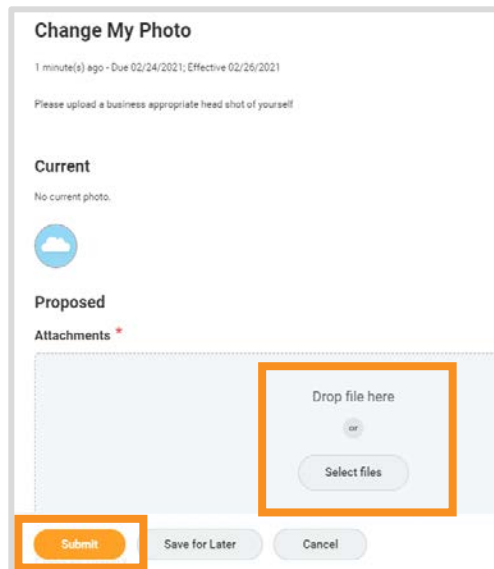 Change My Photo
1 minute(s) ago - Due 02/24/2021; Effective 02/26/2021
Please upload a business appropriate head shot of yourself
Current
No current photo.
Proposed
Attachments *
Drop file here
or
Select files
Submit Save for Later Cancel